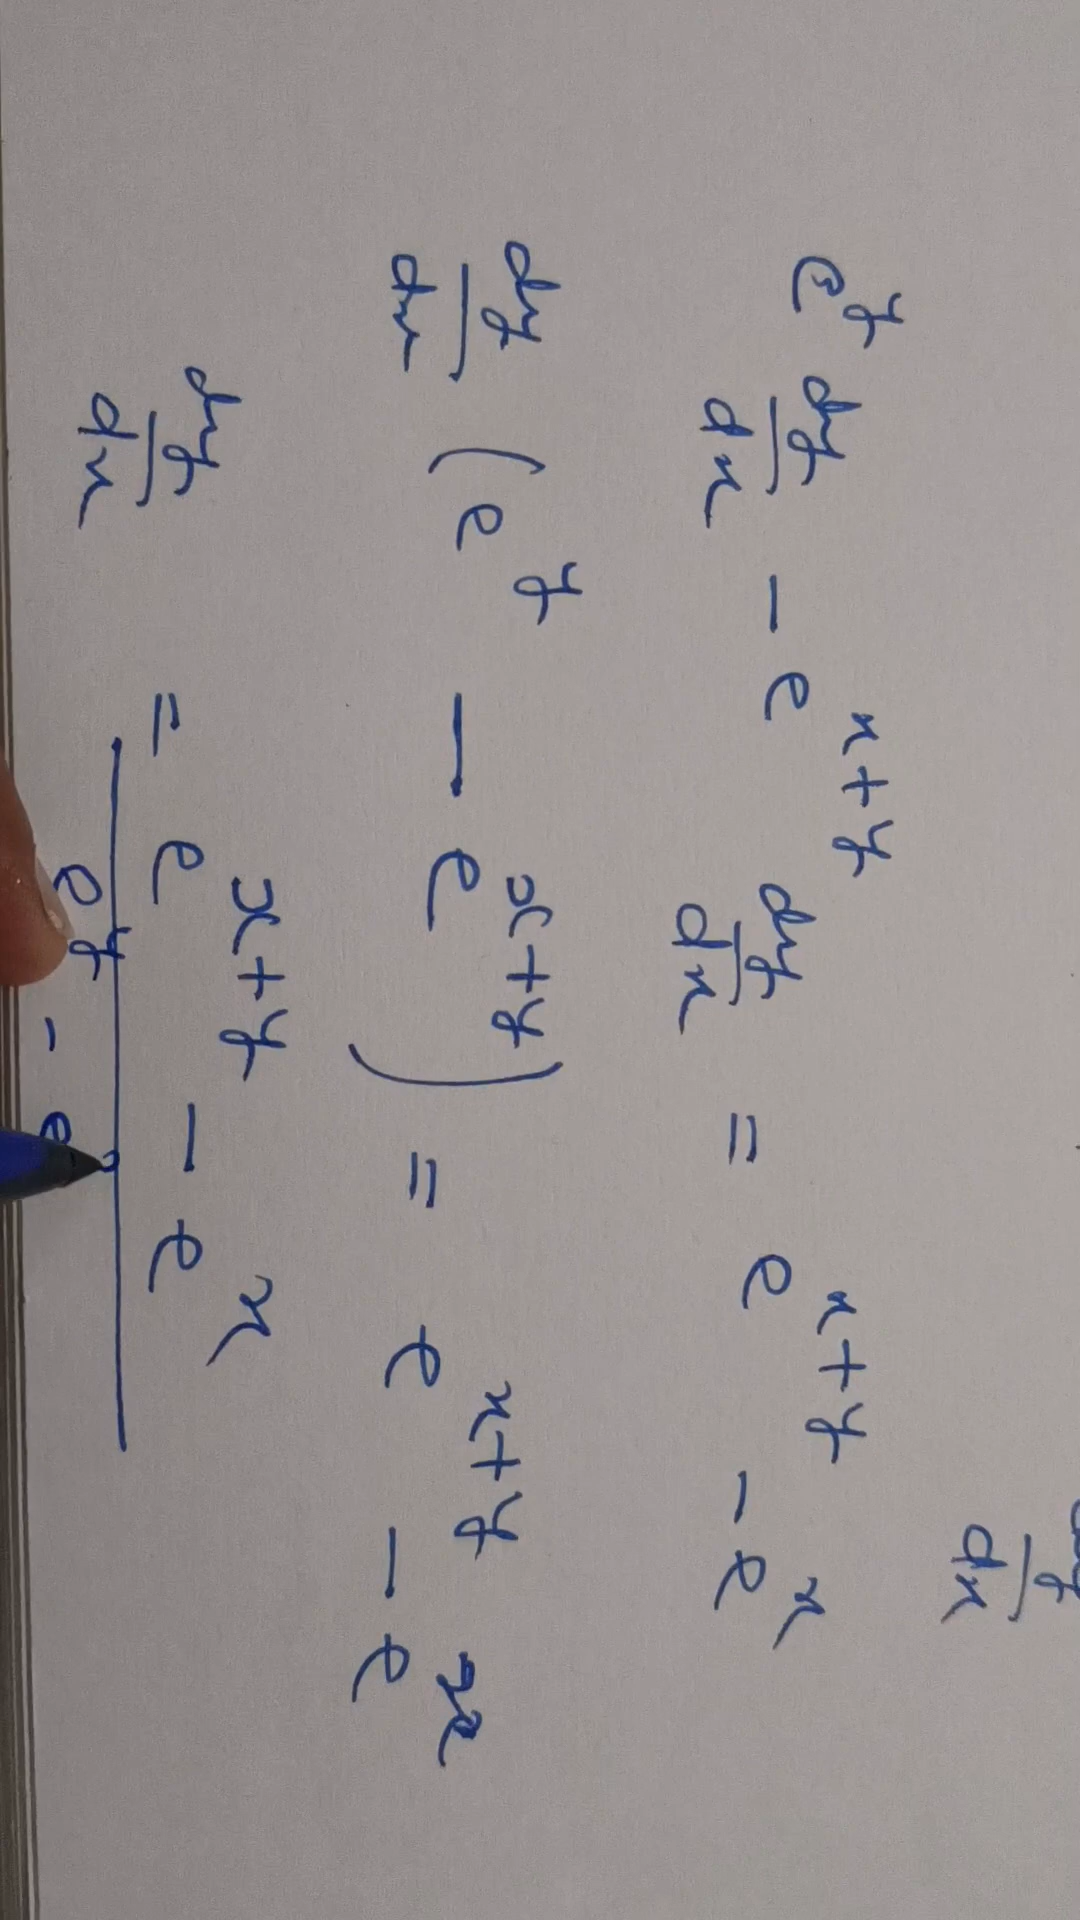 dy/dx
e^y dy/dx - e^(x+y) dy/dx = e^(x+y) - e^x
dy/dx (e^y - e^(x+y)) = e^(x+y) - e^x
dy/dx = (e^(x+y) - e^x)/(e^y - e